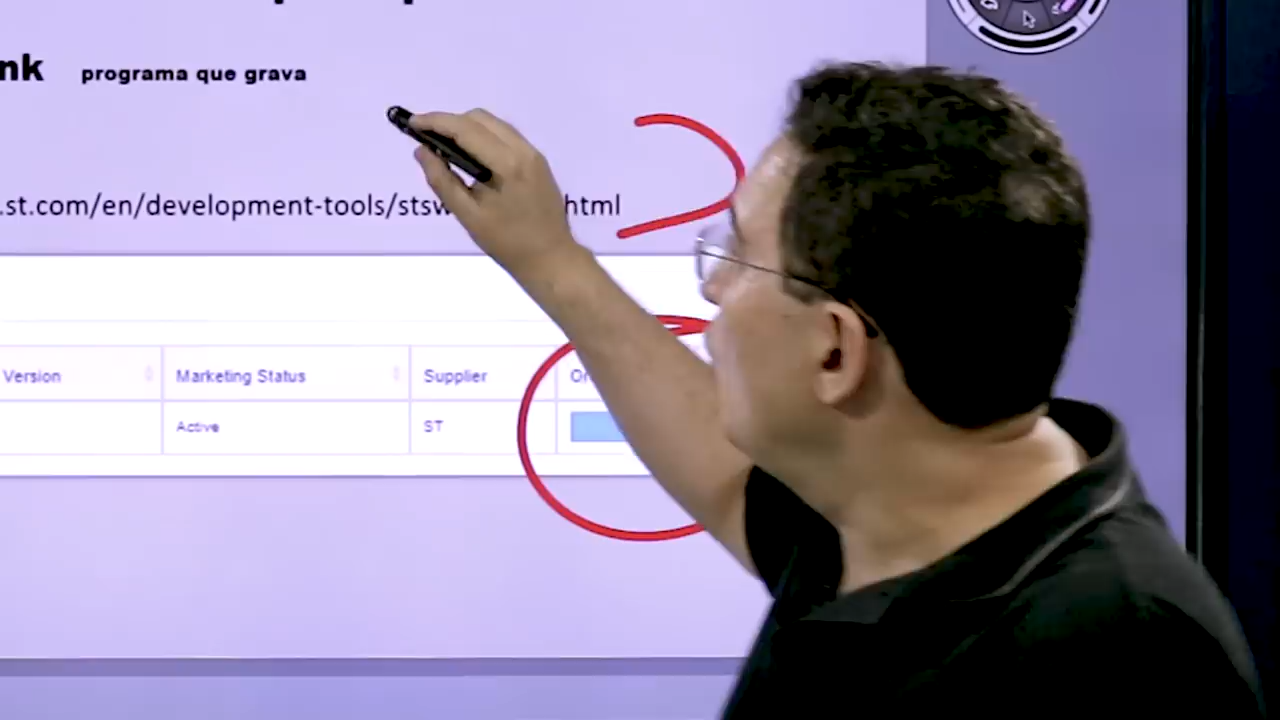 nk programa que grava
.st.com/en/development-tools/stsw html
Version Marketing Status Supplier
Active ST